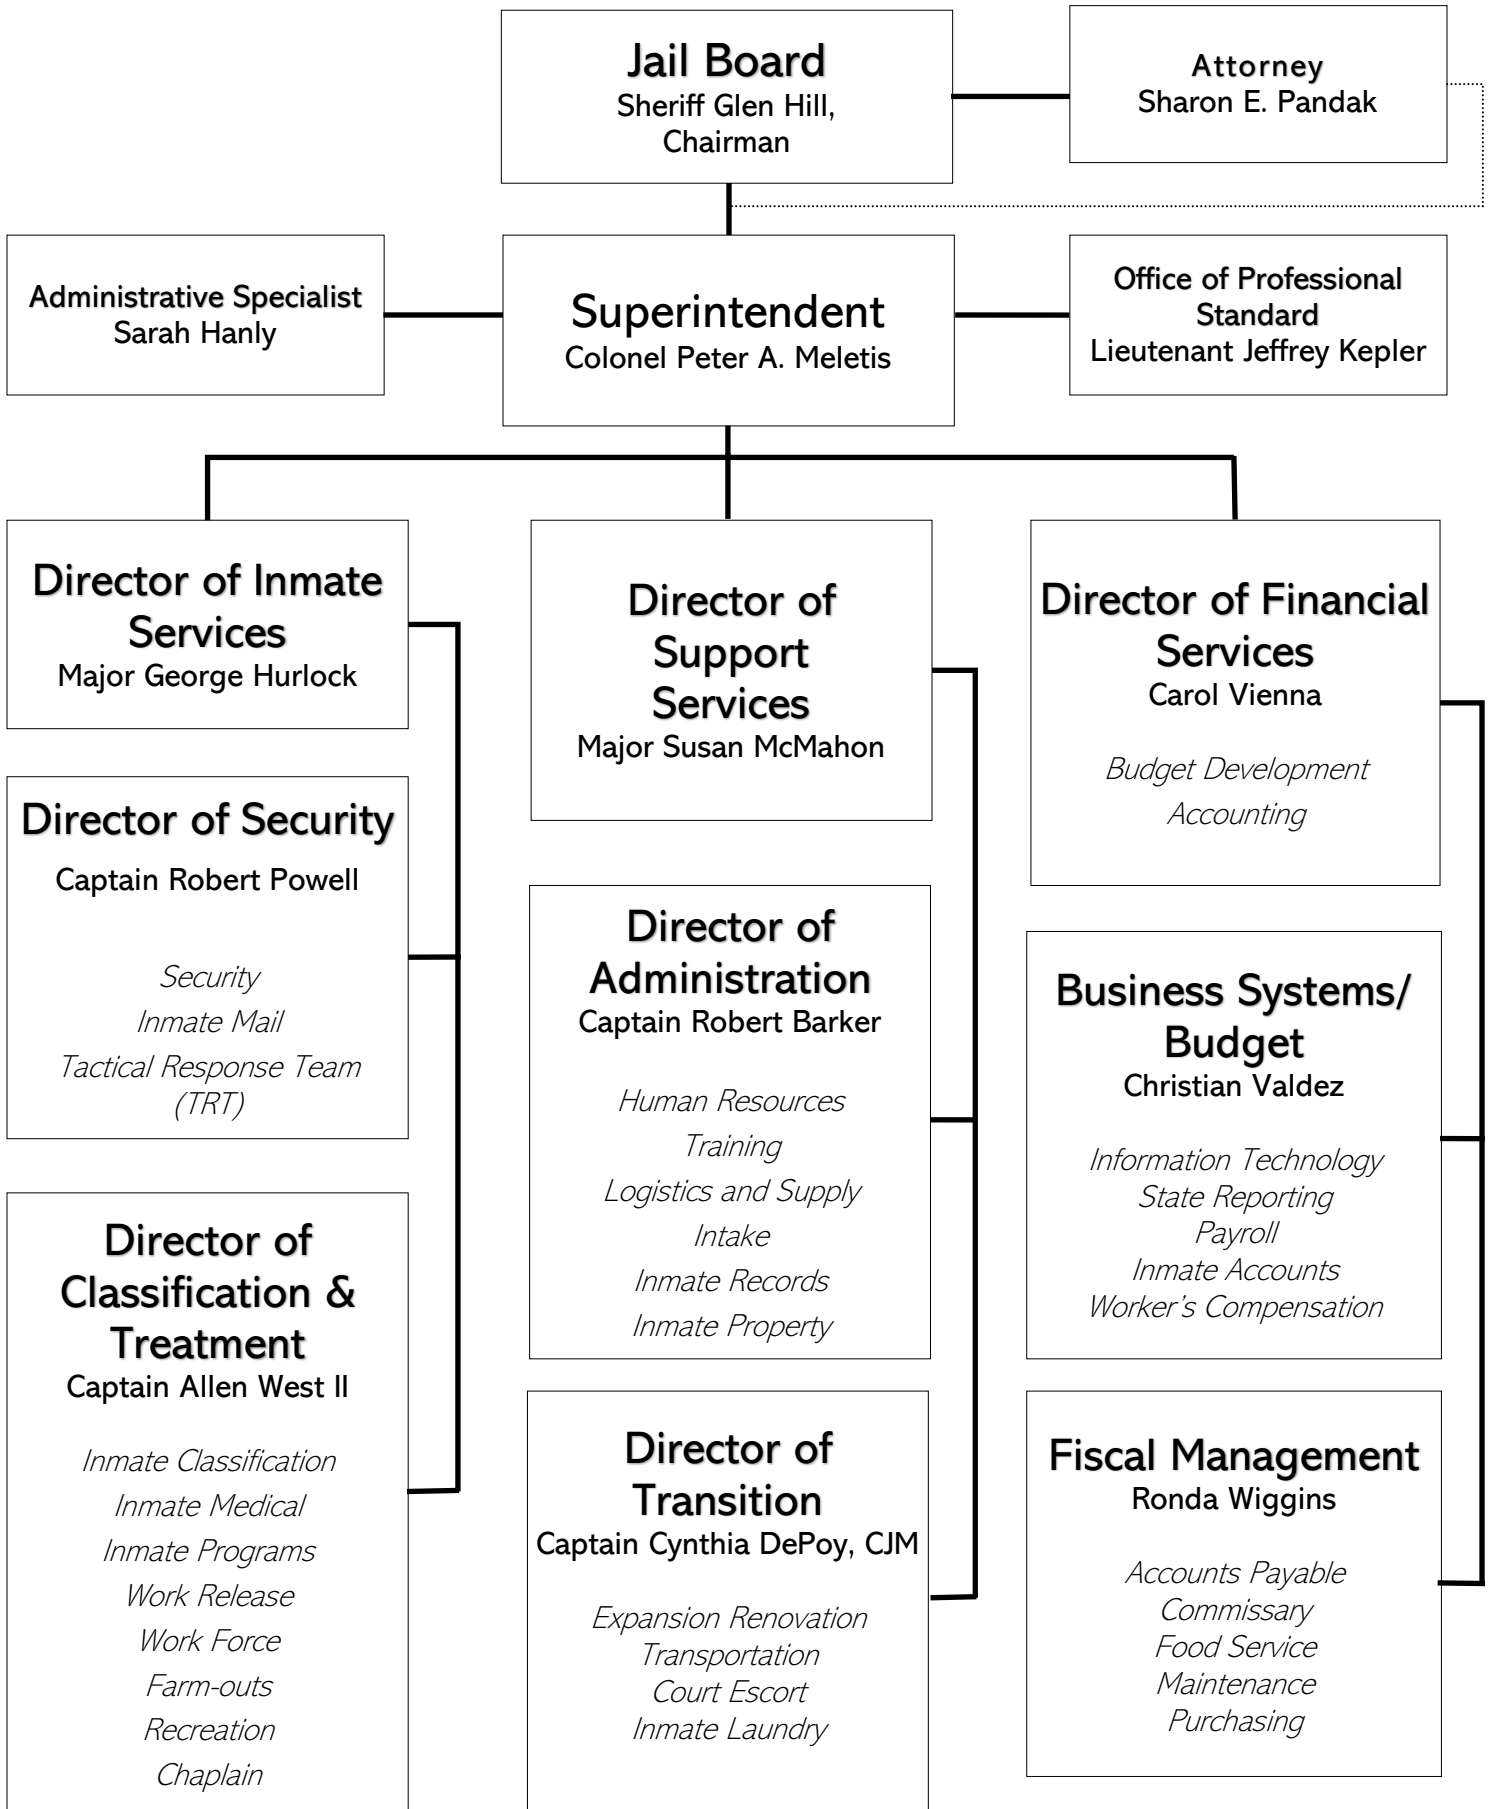 Jail Board
Sheriff Glen Hill,
Chairman
Attorney
Sharon E. Pandak
Administrative Specialist
Sarah Hanly
Superintendent
Colonel Peter A. Meletis
Office of Professional
Standard
Lieutenant Jeffrey Kepler
Director of Inmate
Services
Major George Hurlock
Director of Security
Captain Robert Powell
Security
Inmate Mail
Tactical Response Team
(TRT)
Director of
Classification &
Treatment
Captain Allen West II
Inmate Classification
Inmate Medical
Inmate Programs
Work Release
Work Force
Farm-outs
Recreation
Chaplain
Director of
Support
Services
Major Susan McMahon
Director of
Administration
Captain Robert Barker
Human Resources
Training
Logistics and Supply
Intake
Inmate Records
Inmate Property
Director of
Transition
Captain Cynthia DePoy, CJM
Expansion Renovation
Transportation
Court Escort
Inmate Laundry
Director of Financial
Services
Carol Vienna
Budget Development
Accounting
Business Systems/
Budget
Christian Valdez
Information Technology
State Reporting
Payroll
Inmate Accounts
Worker's Compensation
Fiscal Management
Ronda Wiggins
Accounts Payable
Commissary
Food Service
Maintenance
Purchasing